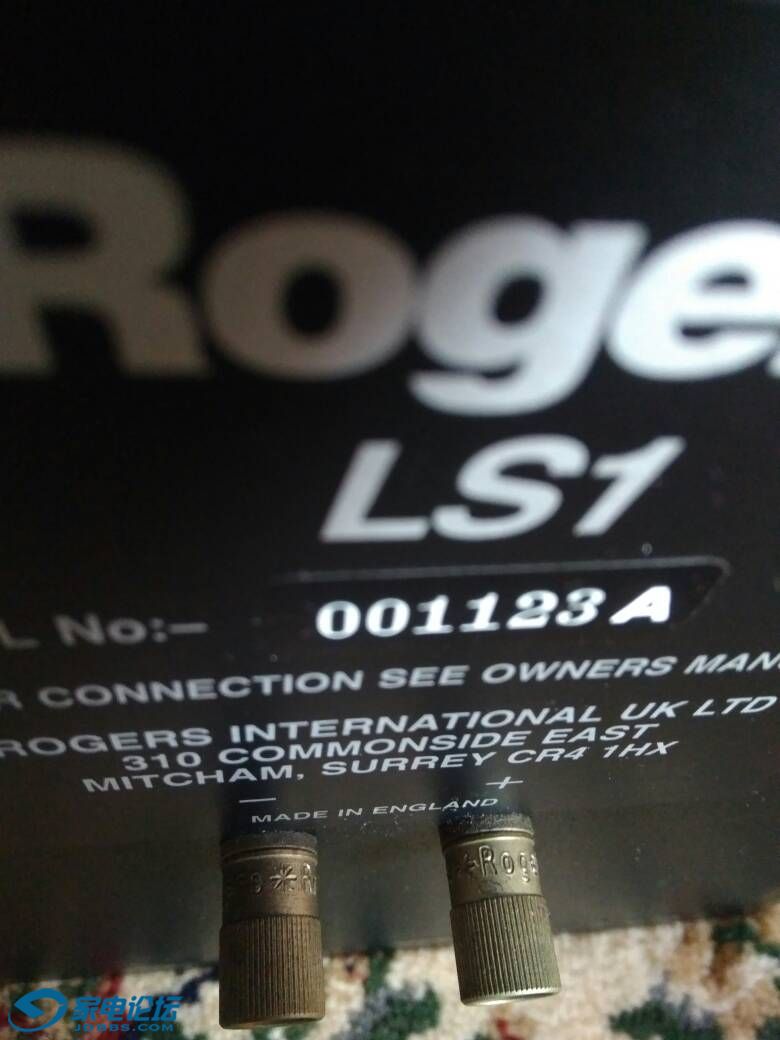 Roge
LS1
L No:- 001123 A
R CONNECTION SEE OWNERS MAN
ROGERS INTERNATIONAL UK LTD
310 COMMONSIDE EAST
MITCHAM, SURREY CR4 1HX
- +
MADE IN ENGLAND
Roge
家电论坛
JDBBS.COM